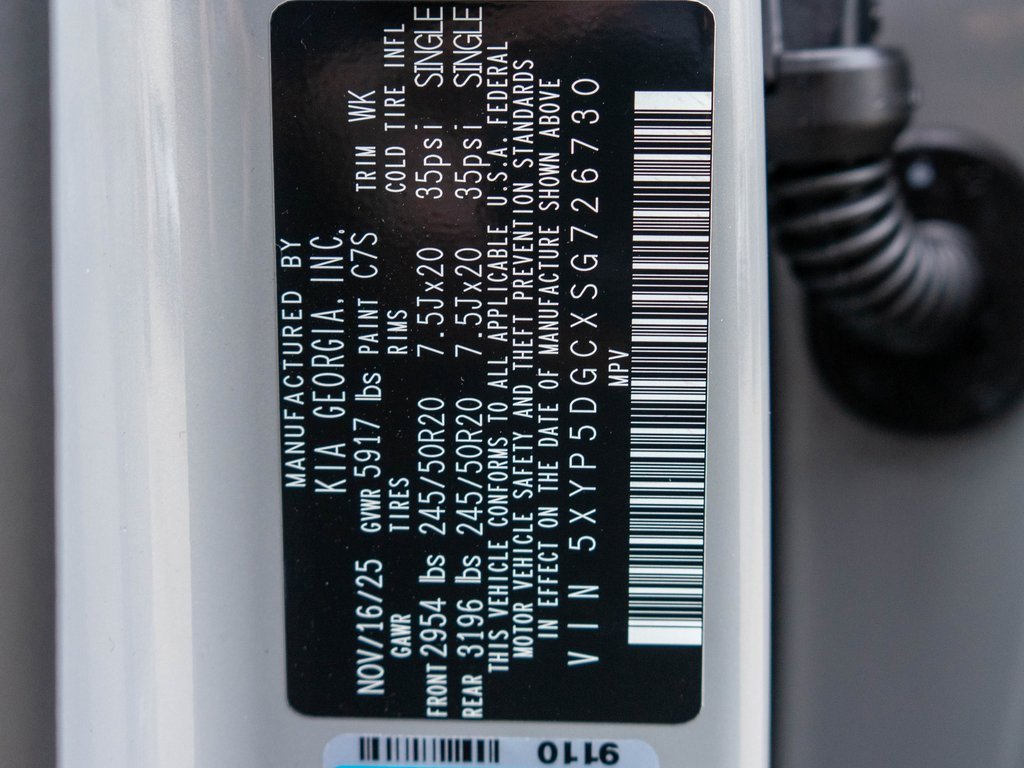 MANUFACTURED BY
KIA GEORGIA, INC.
NOV/16/25 GVWR 5917 lbs PAINT C7S TRIM WK
GAWR TIRES RIMS COLD TIRE INFL
FRONT 2954 lbs 245/50R20 7.5Jx20 35psi SINGLE
REAR 3196 lbs 245/50R20 7.5Jx20 35psi SINGLE
THIS VEHICLE CONFORMS TO ALL APPLICABLE U.S.A. FEDERAL
MOTOR VEHICLE SAFETY AND THEFT PREVENTION STANDARDS
IN EFFECT ON THE DATE OF MANUFACTURE SHOWN ABOVE
VIN 5XYP5DGCXSG726730
MPV
9110